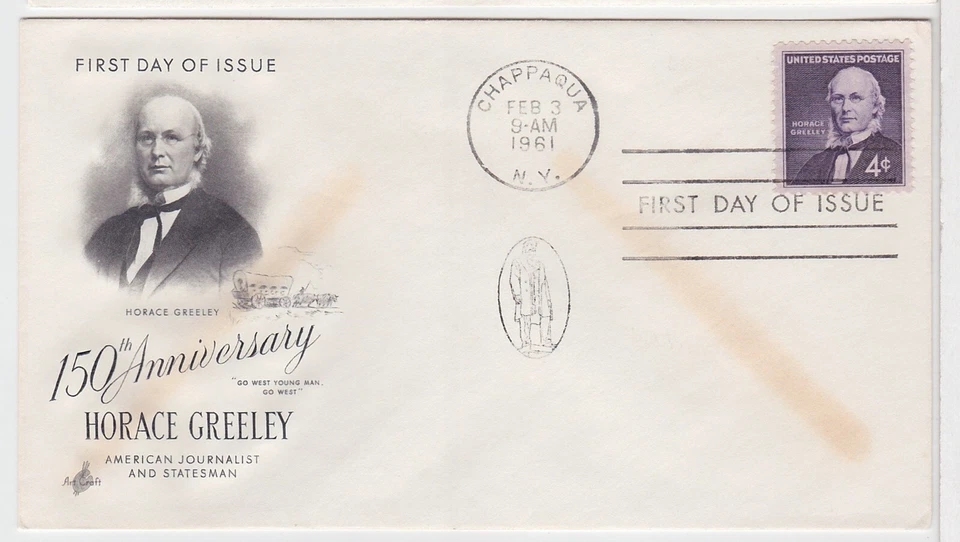 FIRST DAY OF ISSUE
HORACE GREELEY
150th Anniversary
"GO WEST YOUNG MAN,
GO WEST"
HORACE GREELEY
AMERICAN JOURNALIST
AND STATESMAN
Art Craft
CHAPPAQUA
FEB 3
9-AM
1961
N.Y.
UNITED STATES POSTAGE
HORACE
GREELEY
4¢
FIRST DAY OF ISSUE